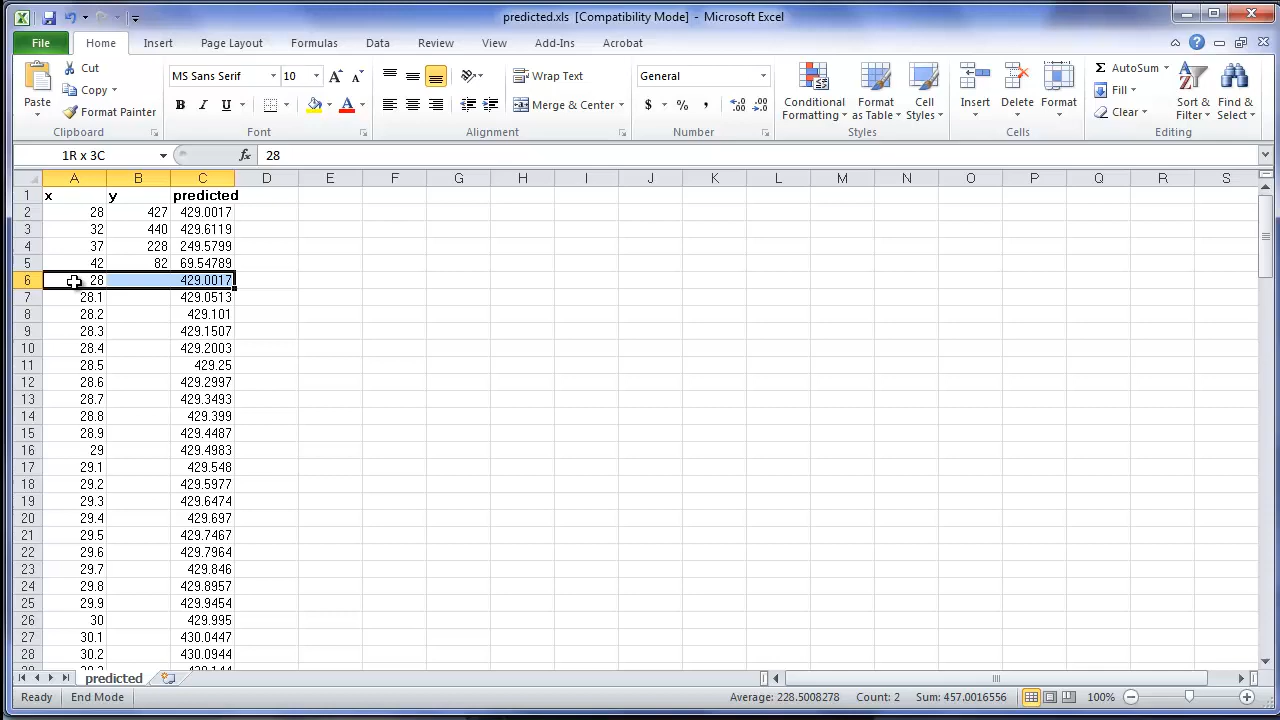 predicted.xls [Compatibility Mode] - Microsoft Excel
File Home Insert Page Layout Formulas Data Review View Add-Ins Acrobat
Paste
Cut
Copy
Format Painter
Clipboard
MS Sans Serif 10
B I U
Font
Wrap Text
Merge & Center
Alignment
General
$ % ,
Number
Conditional Formatting
Format as Table
Cell Styles
Styles
Insert
Delete
Format
Cells
Σ AutoSum
Fill
Clear
Sort & Filter
Find & Select
Editing
1R x 3C fx 28
A B C D E F G H I J K L M N O P Q R S
1 x y predicted
2 28 427 429.0017
3 32 440 429.6119
4 37 228 249.5799
5 42 82 69.54789
6 28 429.0017
7 28.1 429.0513
8 28.2 429.101
9 28.3 429.1507
10 28.4 429.2003
11 28.5 429.25
12 28.6 429.2997
13 28.7 429.3493
14 28.8 429.399
15 28.9 429.4487
16 29 429.4983
17 29.1 429.548
18 29.2 429.5977
19 29.3 429.6474
20 29.4 429.697
21 29.5 429.7467
22 29.6 429.7964
23 29.7 429.846
24 29.8 429.8957
25 29.9 429.9454
26 30 429.995
27 30.1 430.0447
28 30.2 430.0944
predicted
Ready End Mode Average: 228.5008278 Count: 2 Sum: 457.0016556 100%